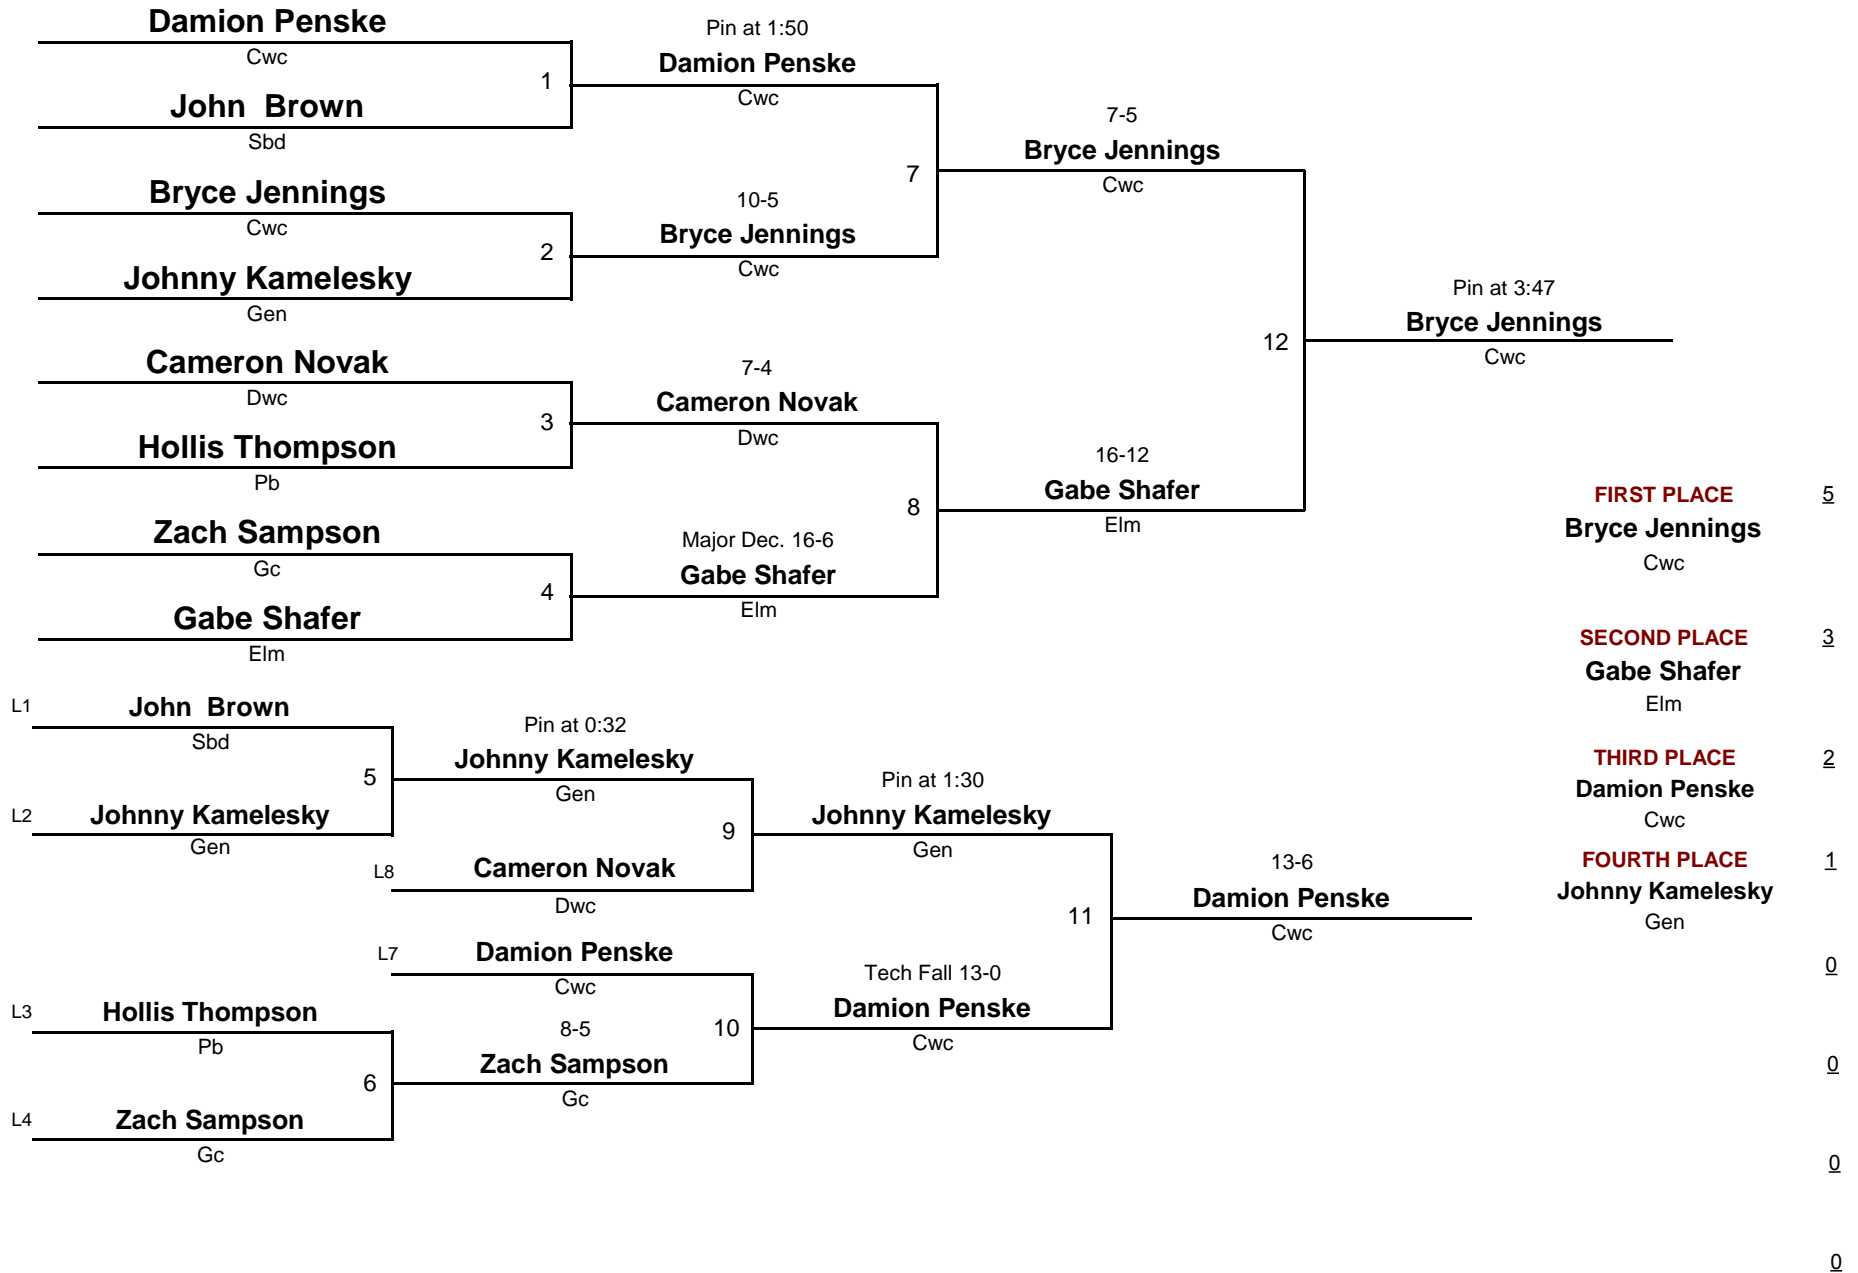 Damion Penske
Cwc
1
John  Brown
Sbd
Bryce Jennings
Cwc
2
Johnny Kamelesky
Gen
Cameron Novak
Dwc
3
Hollis Thompson
Pb
Zach Sampson
Gc
4
Gabe Shafer
Elm
Pin at 1:50
Damion Penske
Cwc
7
10-5
Bryce Jennings
Cwc
7-4
Cameron Novak
Dwc
8
Major Dec. 16-6
Gabe Shafer
Elm
7-5
Bryce Jennings
Cwc
12
16-12
Gabe Shafer
Elm
Pin at 3:47
Bryce Jennings
Cwc
L1
John  Brown
Sbd
5
L2
Johnny Kamelesky
Gen
L3
Hollis Thompson
Pb
6
L4
Zach Sampson
Gc
Pin at 0:32
Johnny Kamelesky
Gen
9
L8
Cameron Novak
Dwc
L7
Damion Penske
Cwc
10
8-5
Zach Sampson
Gc
Pin at 1:30
Johnny Kamelesky
Gen
11
Tech Fall 13-0
Damion Penske
Cwc
13-6
Damion Penske
Cwc
FIRST PLACE 5
Bryce Jennings
Cwc
SECOND PLACE 3
Gabe Shafer
Elm
THIRD PLACE 2
Damion Penske
Cwc
FOURTH PLACE 1
Johnny Kamelesky
Gen
0
0
0
0